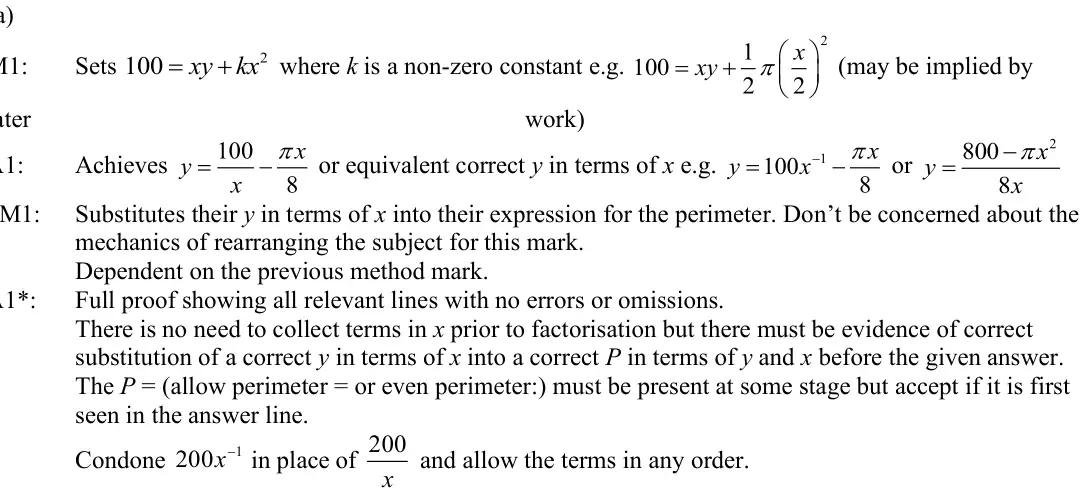 a)
M1: Sets 100 = xy + kx² where k is a non-zero constant e.g. 100 = xy + 1/2 π(x/2)² (may be implied by
ater work)
A1: Achieves y = 100/x − πx/8 or equivalent correct y in terms of x e.g. y = 100x⁻¹ − πx/8 or y = (800 − πx²)/8x
M1: Substitutes their y in terms of x into their expression for the perimeter. Don’t be concerned about the
mechanics of rearranging the subject for this mark.
Dependent on the previous method mark.
A1*: Full proof showing all relevant lines with no errors or omissions.
There is no need to collect terms in x prior to factorisation but there must be evidence of correct
substitution of a correct y in terms of x into a correct P in terms of y and x before the given answer.
The P = (allow perimeter = or even perimeter:) must be present at some stage but accept if it is first
seen in the answer line.
Condone 200x⁻¹ in place of 200/x and allow the terms in any order.